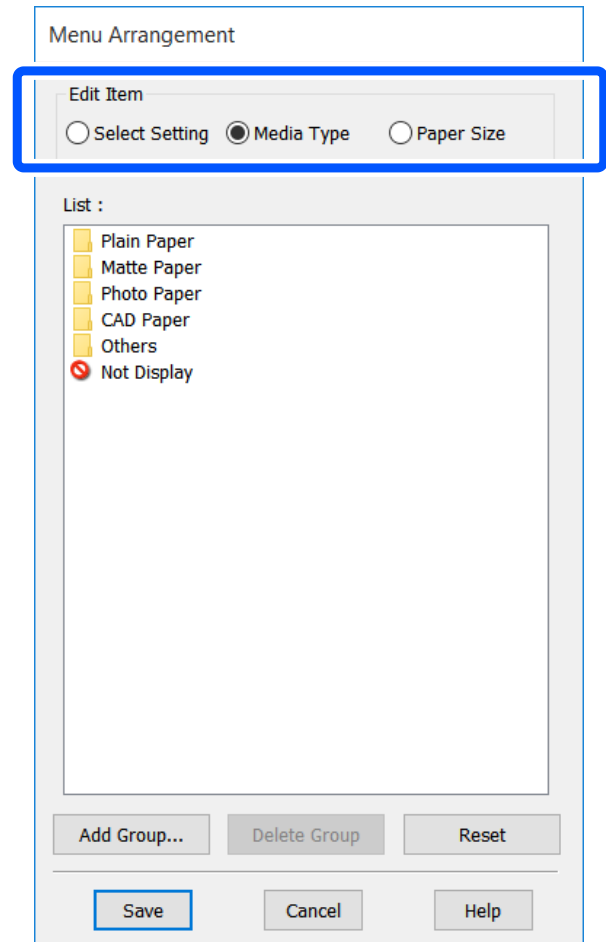 Menu Arrangement
Edit Item
Select Setting Media Type Paper Size
List :
Plain Paper
Matte Paper
Photo Paper
CAD Paper
Others
Not Display
Add Group... Delete Group Reset
Save Cancel Help